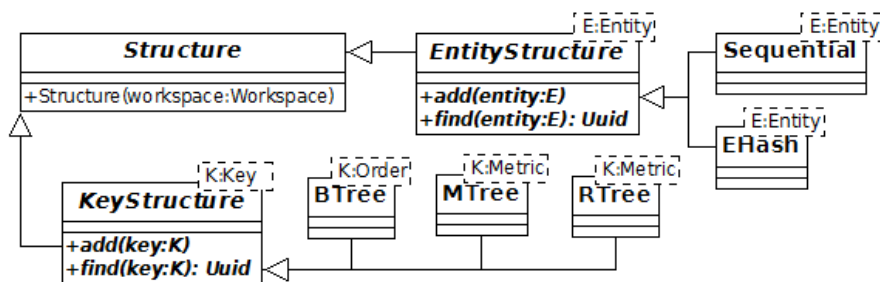 Structure
+Structure(workspace:Workspace)
E:Entity
EntityStructure
+add(entity:E)
+find(entity:E): Uuid
E:Entity
Sequential
E:Entity
EHash
K:Key
KeyStructure
+add(key:K)
+find(key:K): Uuid
K:Order
BTree
K:Metric
MTree
K:Metric
RTree